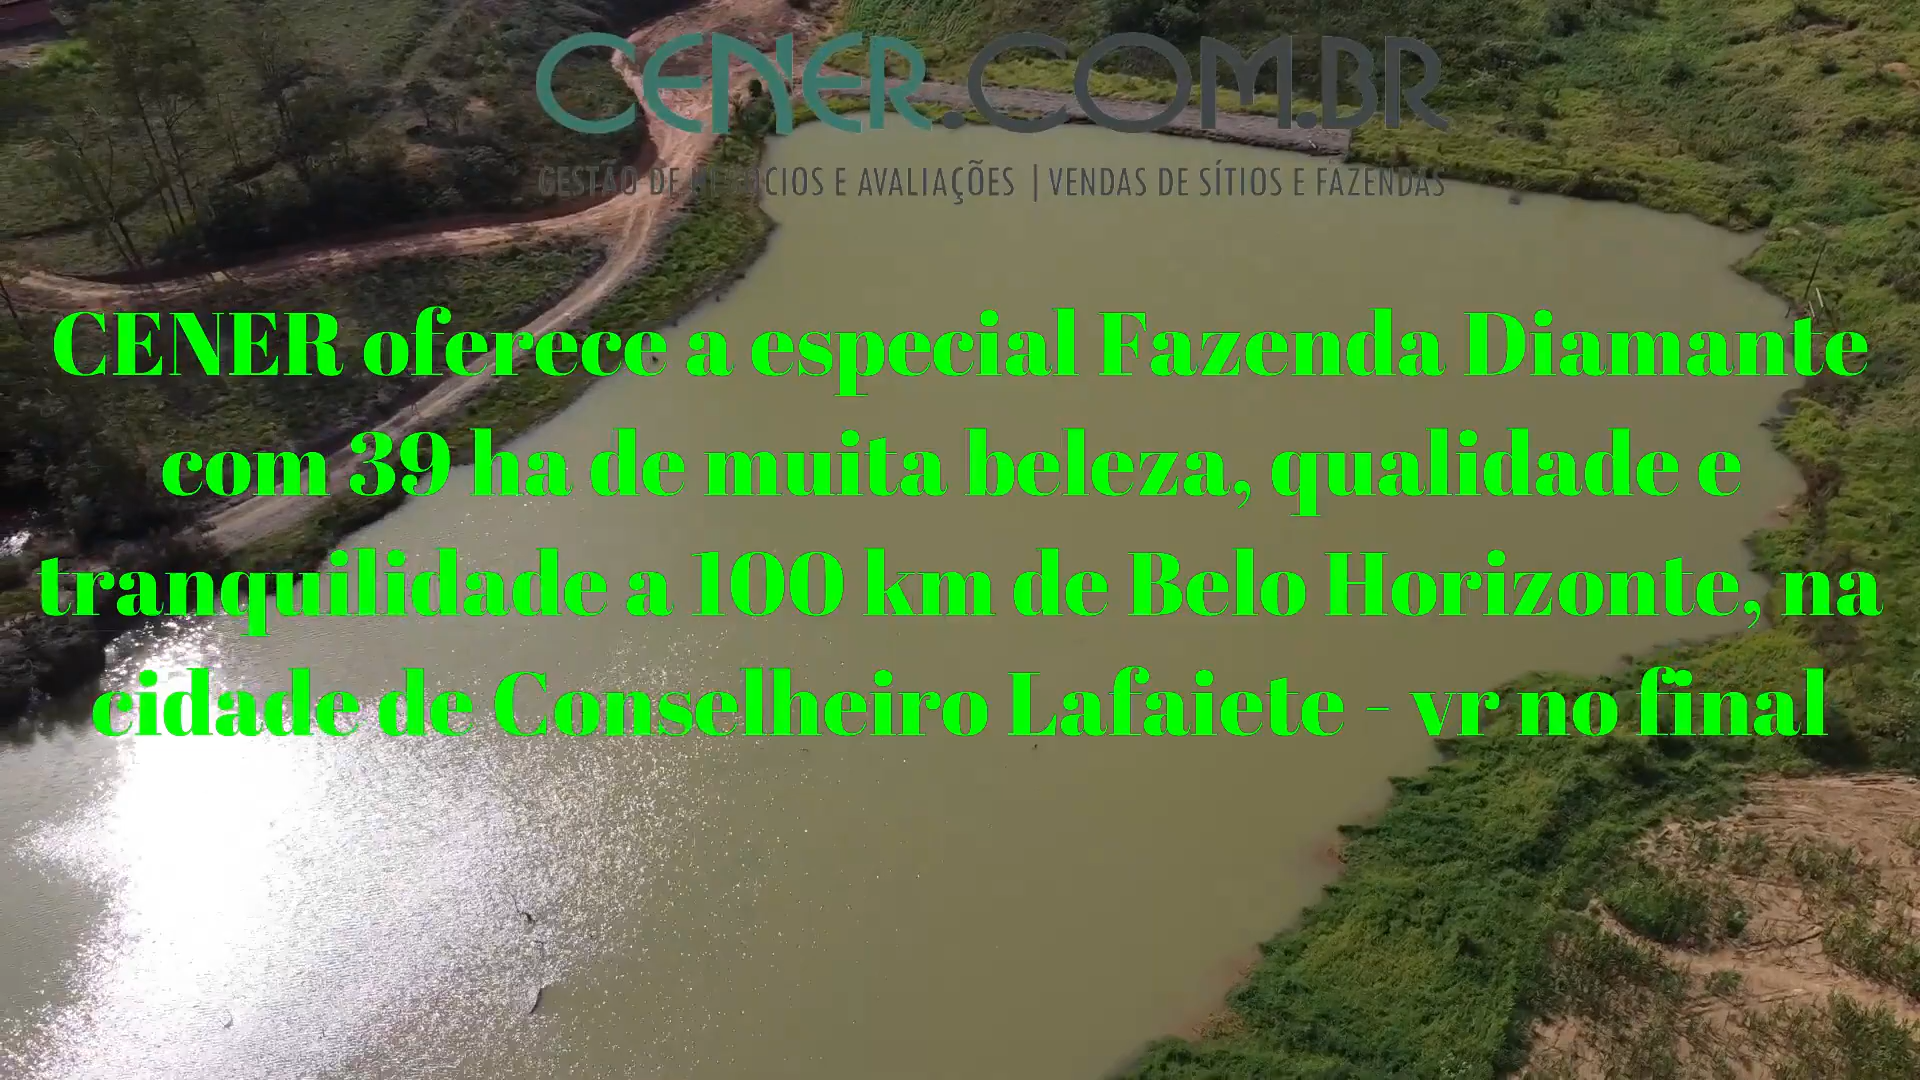 CENER.COM.BR
GESTÃO DE NEGÓCIOS E AVALIAÇÕES | VENDAS DE SÍTIOS E FAZENDAS
CENER oferece a especial Fazenda Diamante
com 39 ha de muita beleza, qualidade e
tranquilidade a 100 km de Belo Horizonte, na
cidade de Conselheiro Lafaiete - vr no final